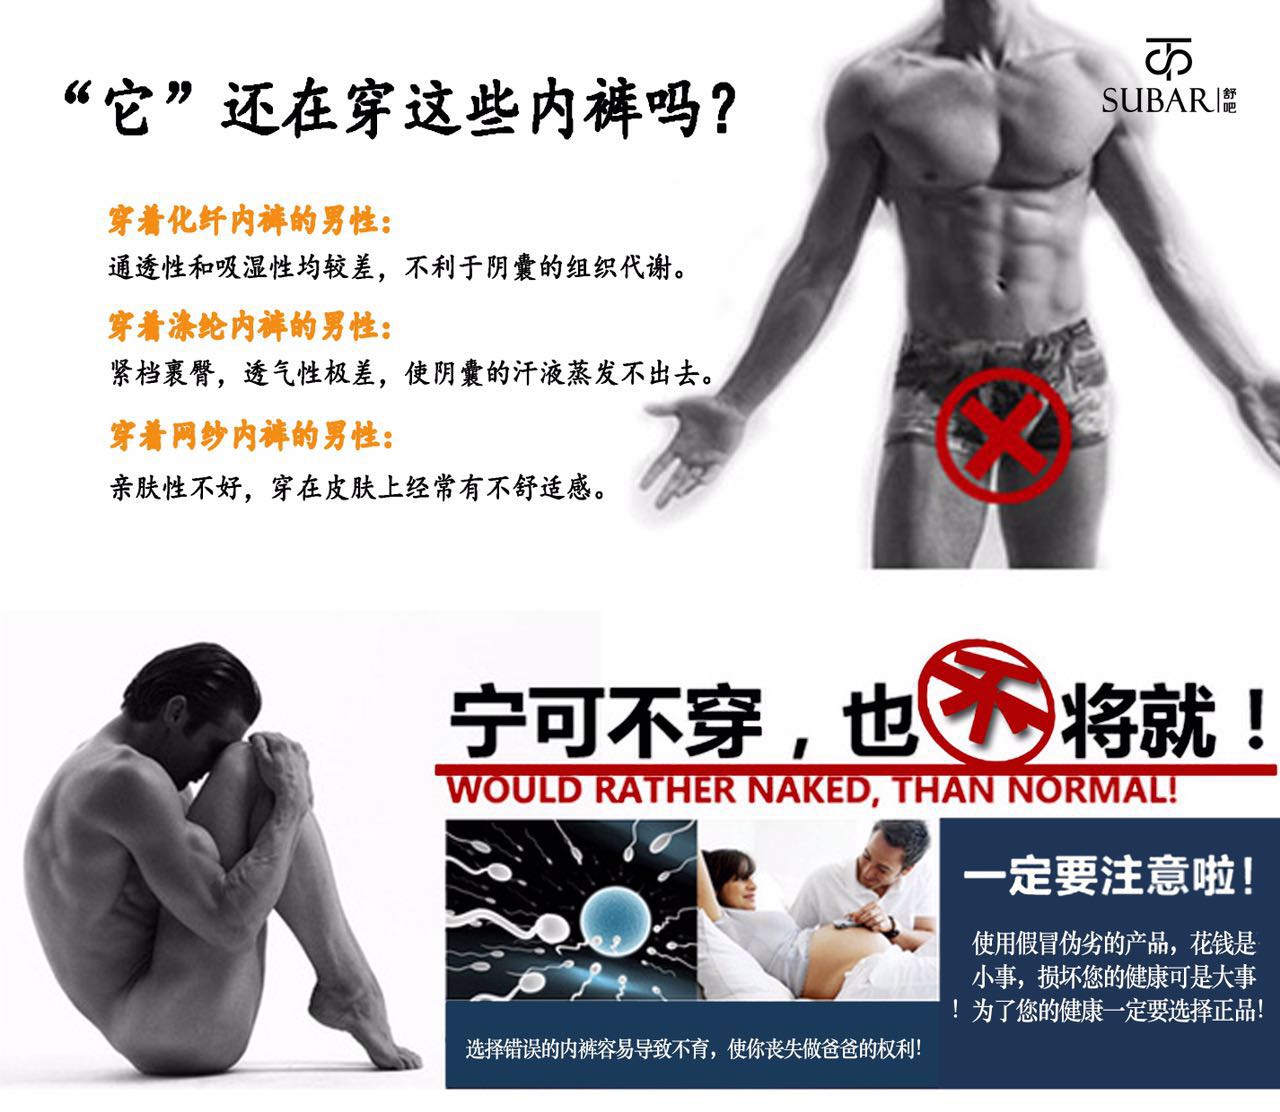 SUBAR 舒吧
“它”还在穿这些内裤吗？
穿着化纤内裤的男性：
通透性和吸湿性均较差，不利于阴囊的组织代谢。
穿着涤纶内裤的男性：
紧档裹臀，透气性极差，使阴囊的汗液蒸发不出去。
穿着网纱内裤的男性：
亲肤性不好，穿在皮肤上经常有不舒适感。
宁可不穿，也不将就！
WOULD RATHER NAKED, THAN NORMAL!
一定要注意啦！
使用假冒伪劣的产品，花钱是
小事，损坏您的健康可是大事
！为了您的健康一定要选择正品！
选择错误的内裤容易导致不育，使你丧失做爸爸的权利！